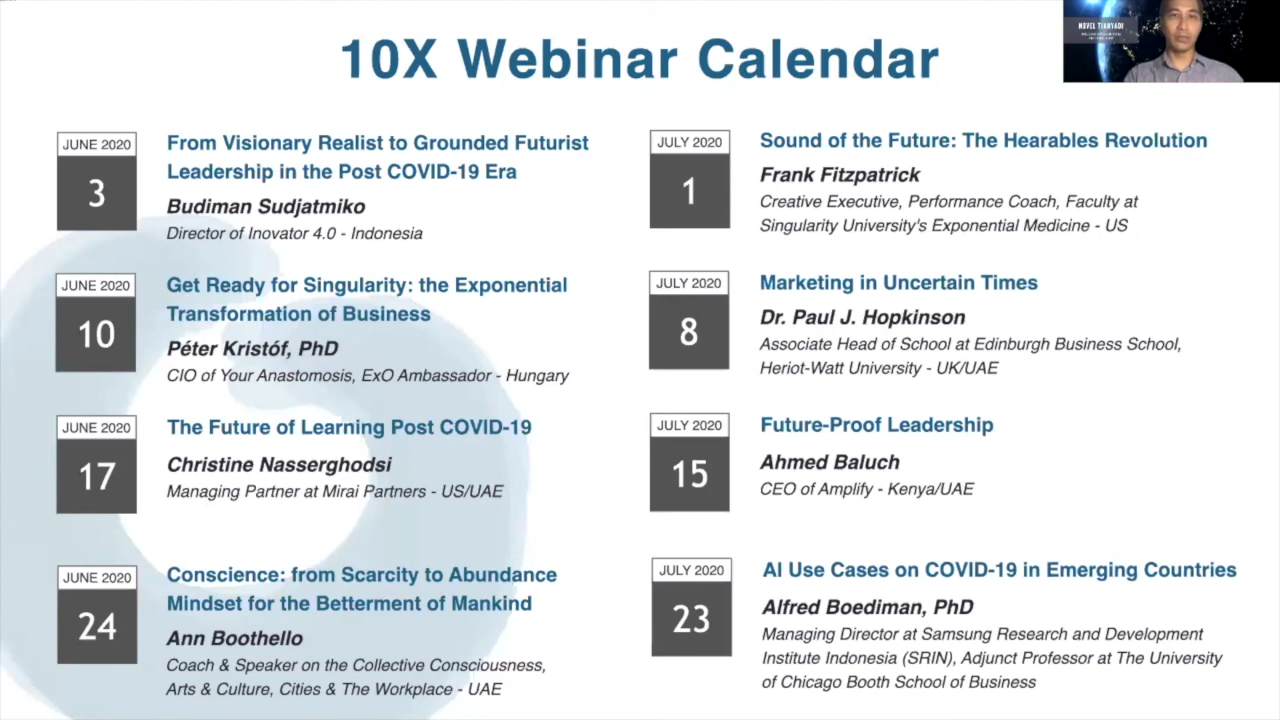 10X Webinar Calendar
NOVEL TJAHYADI
JUNE 2020
3
From Visionary Realist to Grounded Futurist
Leadership in the Post COVID-19 Era
Budiman Sudjatmiko
Director of Inovator 4.0 - Indonesia
JUNE 2020
10
Get Ready for Singularity: the Exponential
Transformation of Business
Péter Kristóf, PhD
CIO of Your Anastomosis, ExO Ambassador - Hungary
JUNE 2020
17
The Future of Learning Post COVID-19
Christine Nasserghodsi
Managing Partner at Mirai Partners - US/UAE
JUNE 2020
24
Conscience: from Scarcity to Abundance
Mindset for the Betterment of Mankind
Ann Boothello
Coach & Speaker on the Collective Consciousness,
Arts & Culture, Cities & The Workplace - UAE
JULY 2020
1
Sound of the Future: The Hearables Revolution
Frank Fitzpatrick
Creative Executive, Performance Coach, Faculty at
Singularity University's Exponential Medicine - US
JULY 2020
8
Marketing in Uncertain Times
Dr. Paul J. Hopkinson
Associate Head of School at Edinburgh Business School,
Heriot-Watt University - UK/UAE
JULY 2020
15
Future-Proof Leadership
Ahmed Baluch
CEO of Amplify - Kenya/UAE
JULY 2020
23
AI Use Cases on COVID-19 in Emerging Countries
Alfred Boediman, PhD
Managing Director at Samsung Research and Development
Institute Indonesia (SRIN), Adjunct Professor at The University
of Chicago Booth School of Business